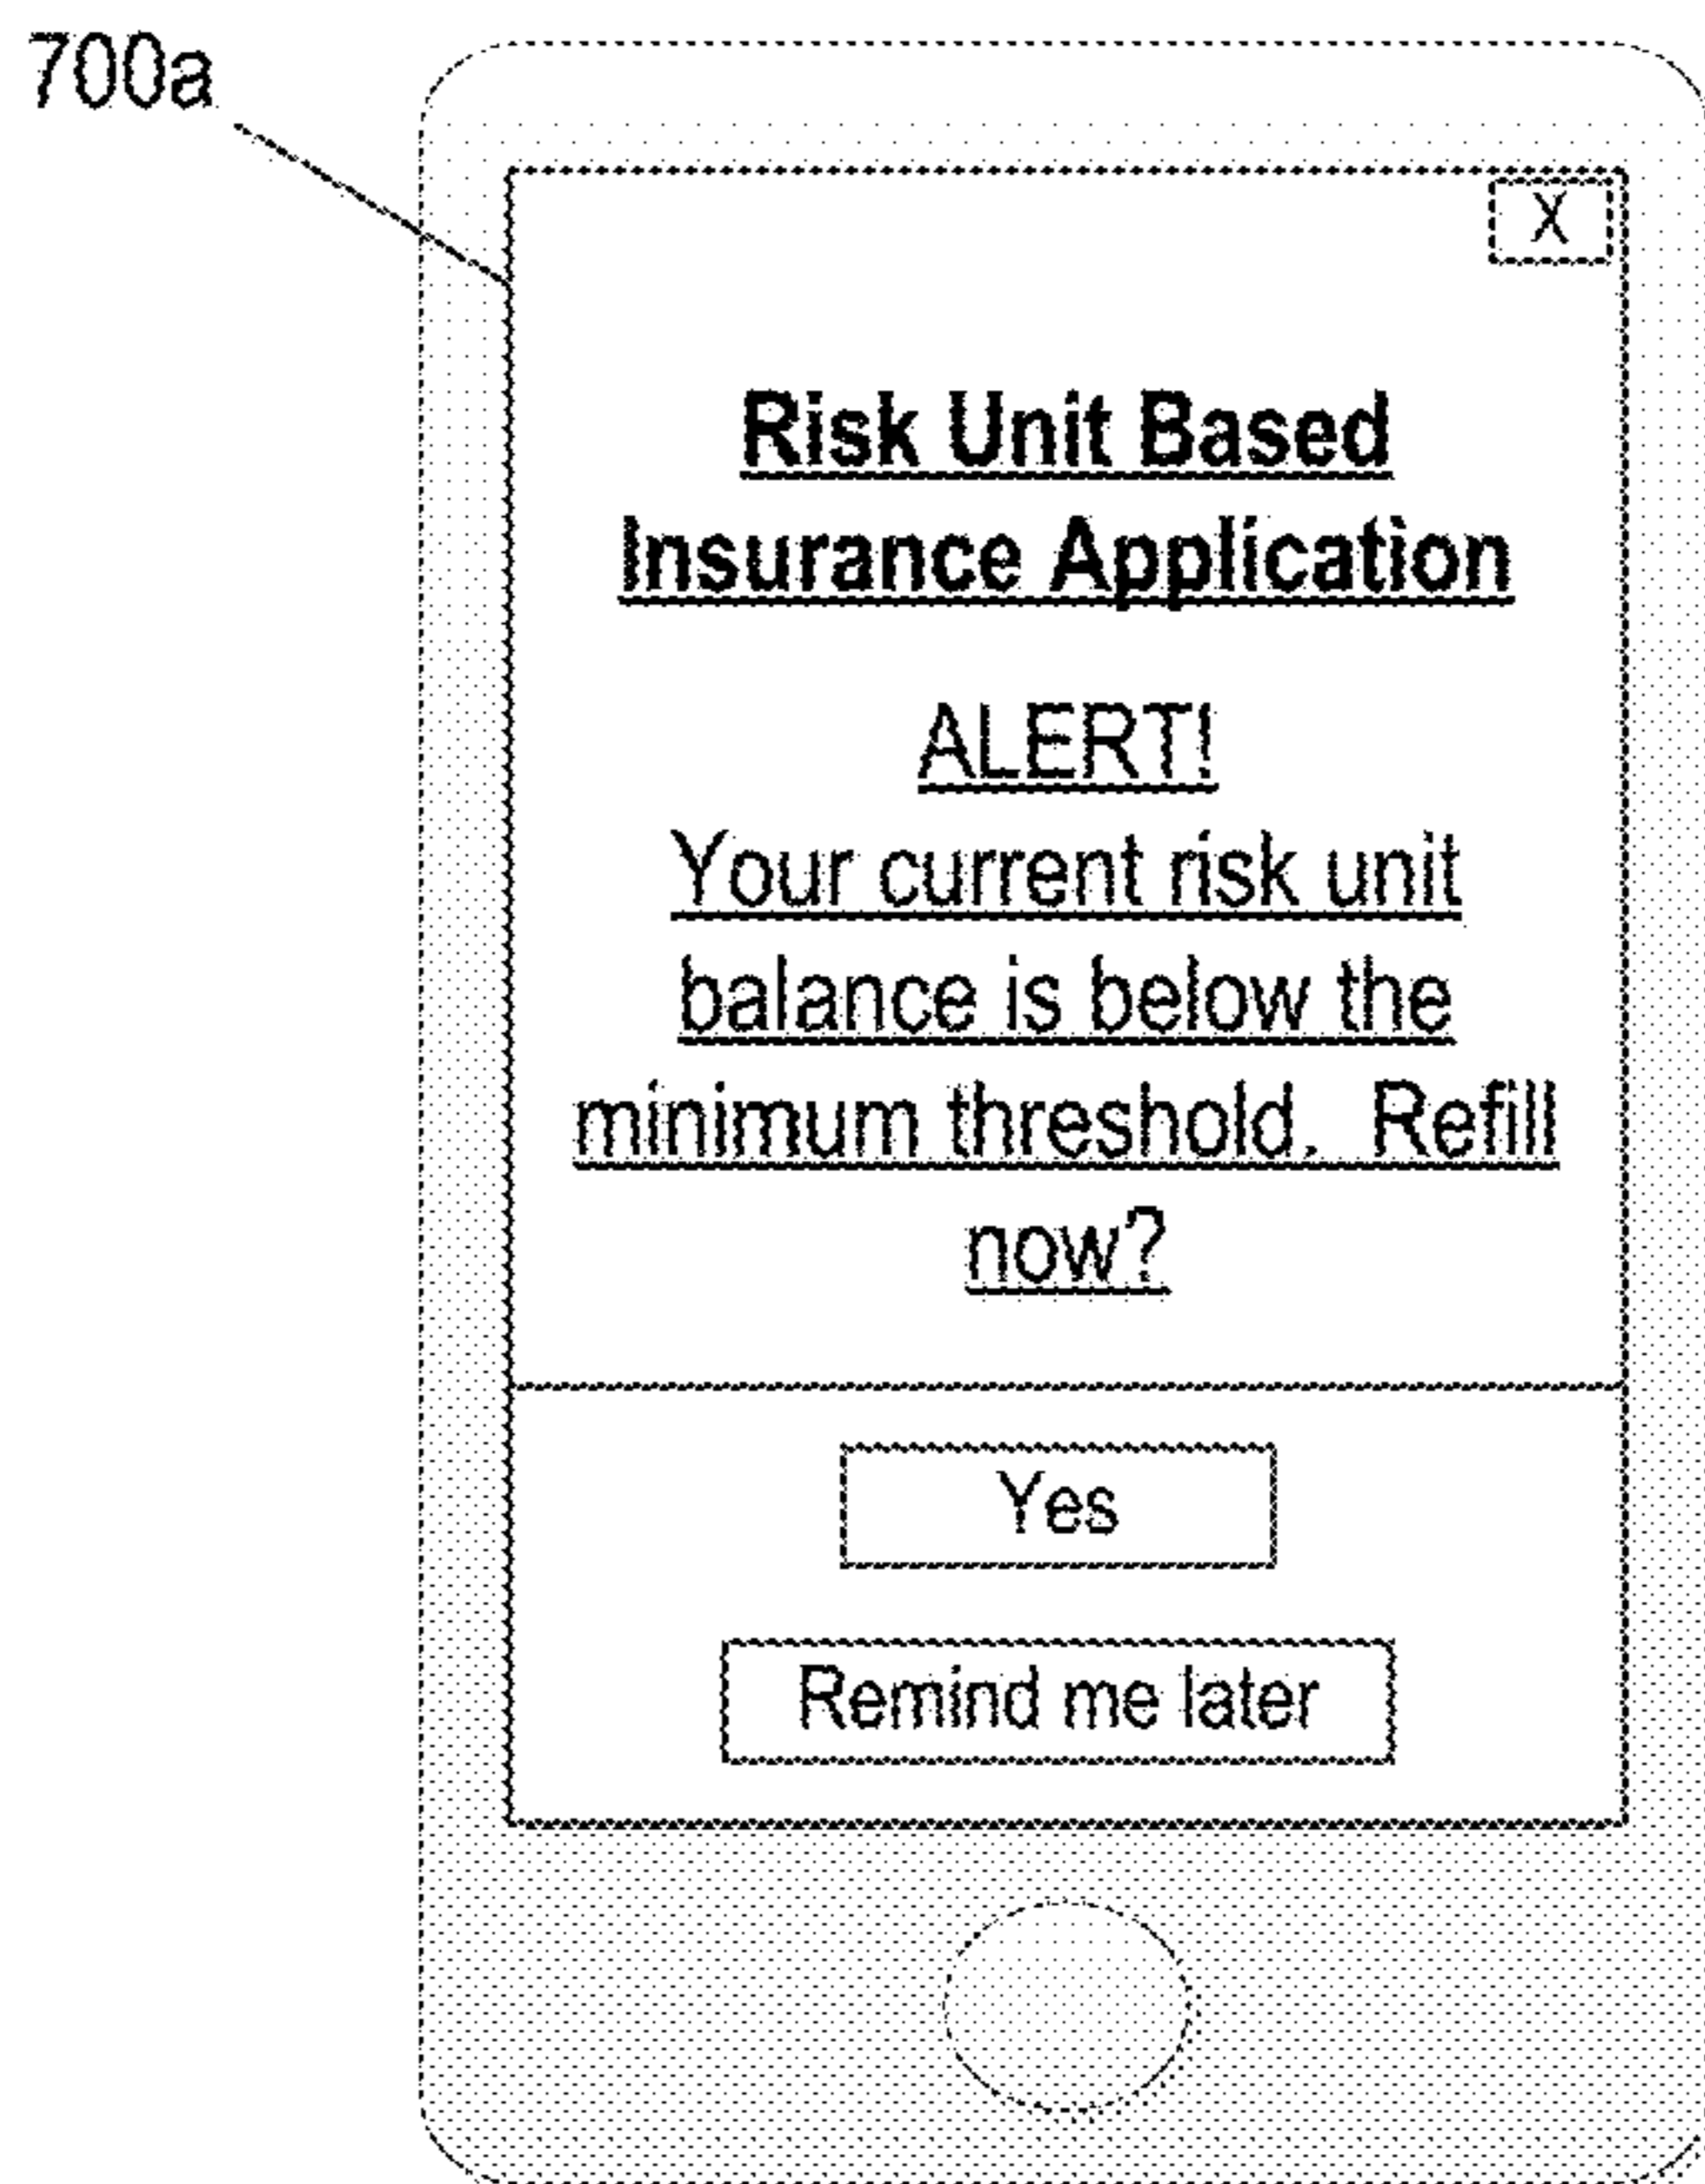 700a
X
Risk Unit Based
Insurance Application
ALERT!
Your current risk unit
balance is below the
minimum threshold. Refill
now?
Yes
Remind me later